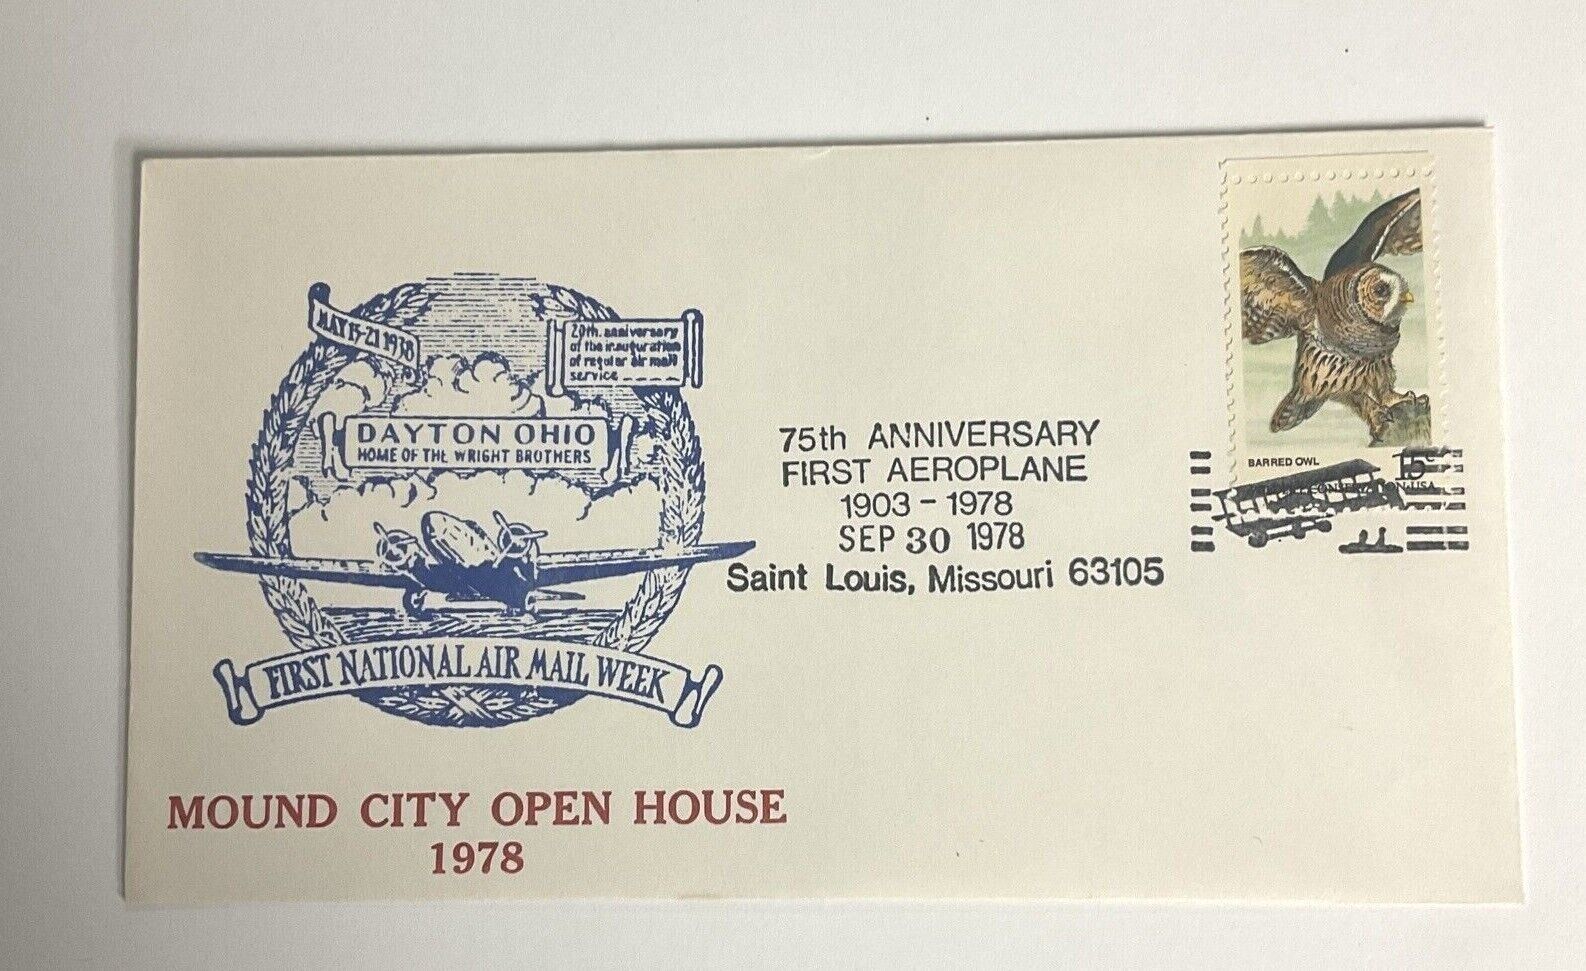 MAY 15-21 1938
20th. anniversary
of the inauguration
of regular air mail
service
DAYTON OHIO
HOME OF THE WRIGHT BROTHERS
FIRST NATIONAL AIR MAIL WEEK
MOUND CITY OPEN HOUSE
1978
75th ANNIVERSARY
FIRST AEROPLANE
1903 - 1978
SEP 30 1978
Saint Louis, Missouri 63105
BARRED OWL 15c
CONSERVATION USA